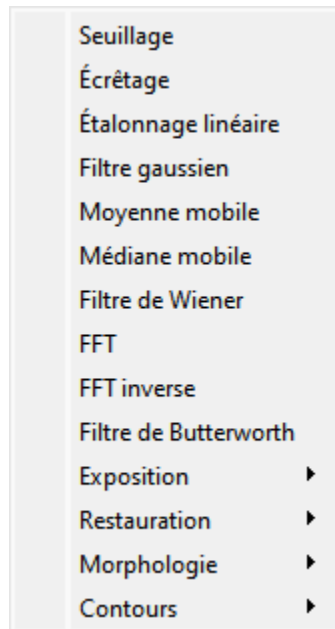 Seuillage
Écrêtage
Étalonnage linéaire
Filtre gaussien
Moyenne mobile
Médiane mobile
Filtre de Wiener
FFT
FFT inverse
Filtre de Butterworth
Exposition
Restauration
Morphologie
Contours